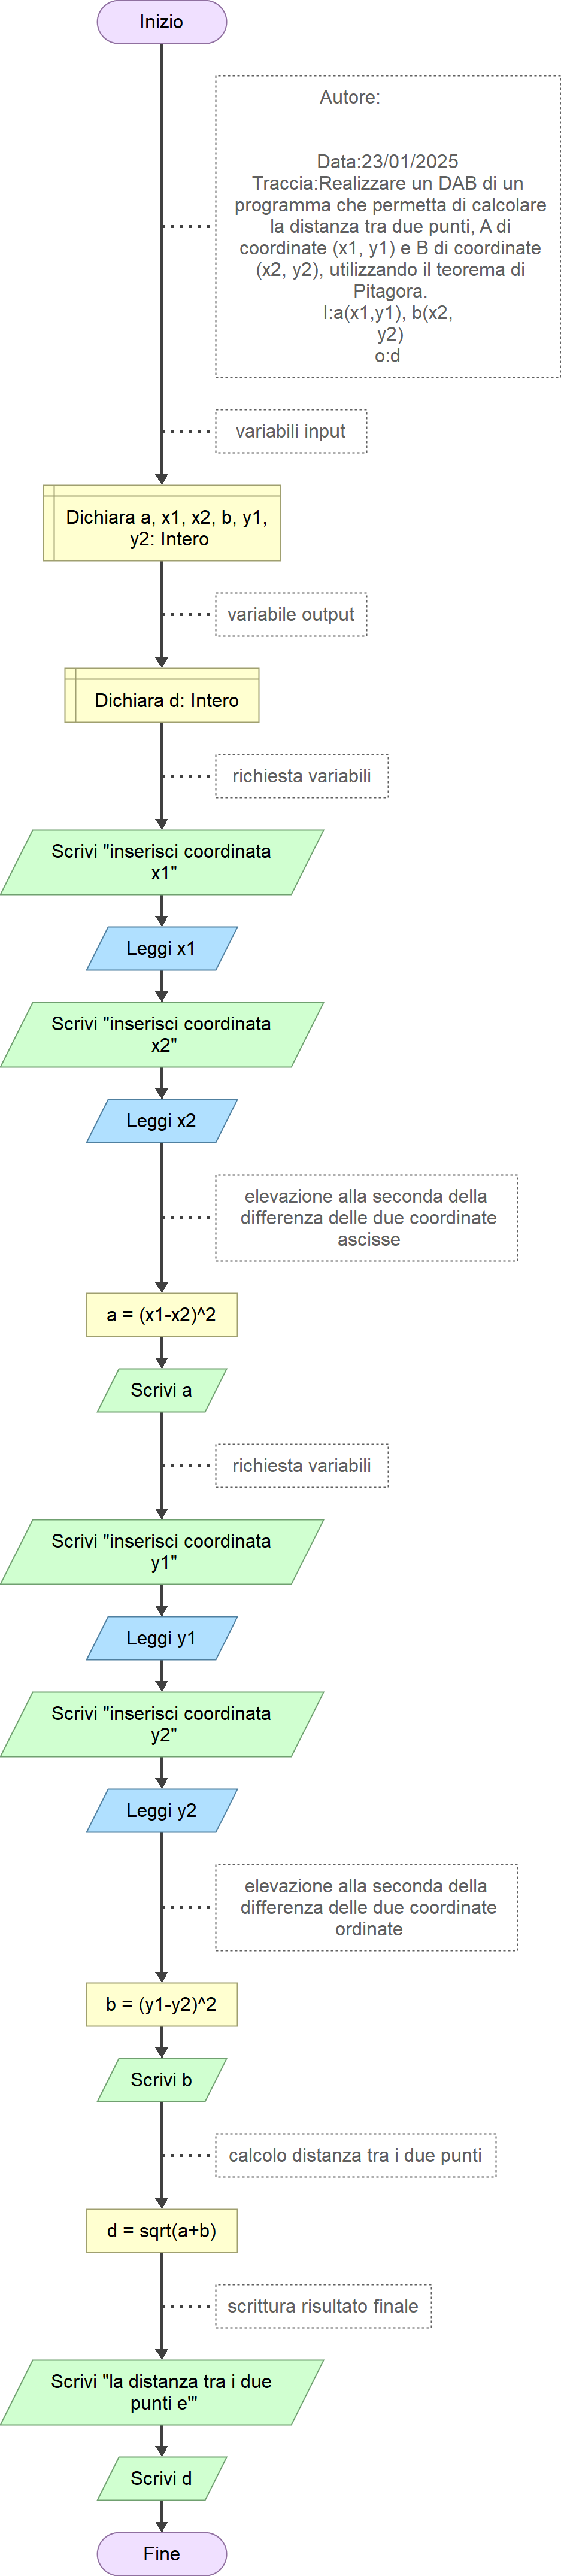 Inizio
Autore:
Data:23/01/2025
Traccia:Realizzare un DAB di un
programma che permetta di calcolare
la distanza tra due punti, A di
coordinate (x1, y1) e B di coordinate
(x2, y2), utilizzando il teorema di
Pitagora.
I:a(x1,y1), b(x2,
y2)
o:d
variabili input
Dichiara a, x1, x2, b, y1,
y2: Intero
variabile output
Dichiara d: Intero
richiesta variabili
Scrivi "inserisci coordinata
x1"
Leggi x1
Scrivi "inserisci coordinata
x2"
Leggi x2
elevazione alla seconda della
differenza delle due coordinate
ascisse
a = (x1-x2)^2
Scrivi a
richiesta variabili
Scrivi "inserisci coordinata
y1"
Leggi y1
Scrivi "inserisci coordinata
y2"
Leggi y2
elevazione alla seconda della
differenza delle due coordinate
ordinate
b = (y1-y2)^2
Scrivi b
calcolo distanza tra i due punti
d = sqrt(a+b)
scrittura risultato finale
Scrivi "la distanza tra i due
punti e'"
Scrivi d
Fine